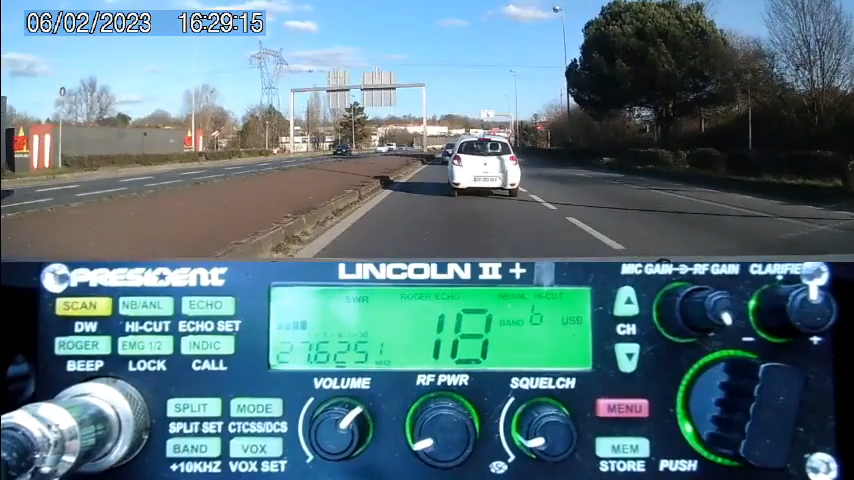 06/02/2023 16:29:15
PRESIDENT
LINCOLN II +
MIC GAIN RF GAIN CLARIFIER
SCAN NB/ANL ECHO
DW HI-CUT ECHO SET
ROGER EMG 1/2 INDIC
BEEP LOCK CALL
SPLIT MODE
SPLIT SET CTCSS/DCS
BAND VOX
+10KHZ VOX SET
SWR ROGER ECHO NB/ANL HI-CUT
18 BAND 6 USB
27.625 MHz
CH
VOLUME RF PWR SQUELCH
MENU
MEM
STORE PUSH
- +